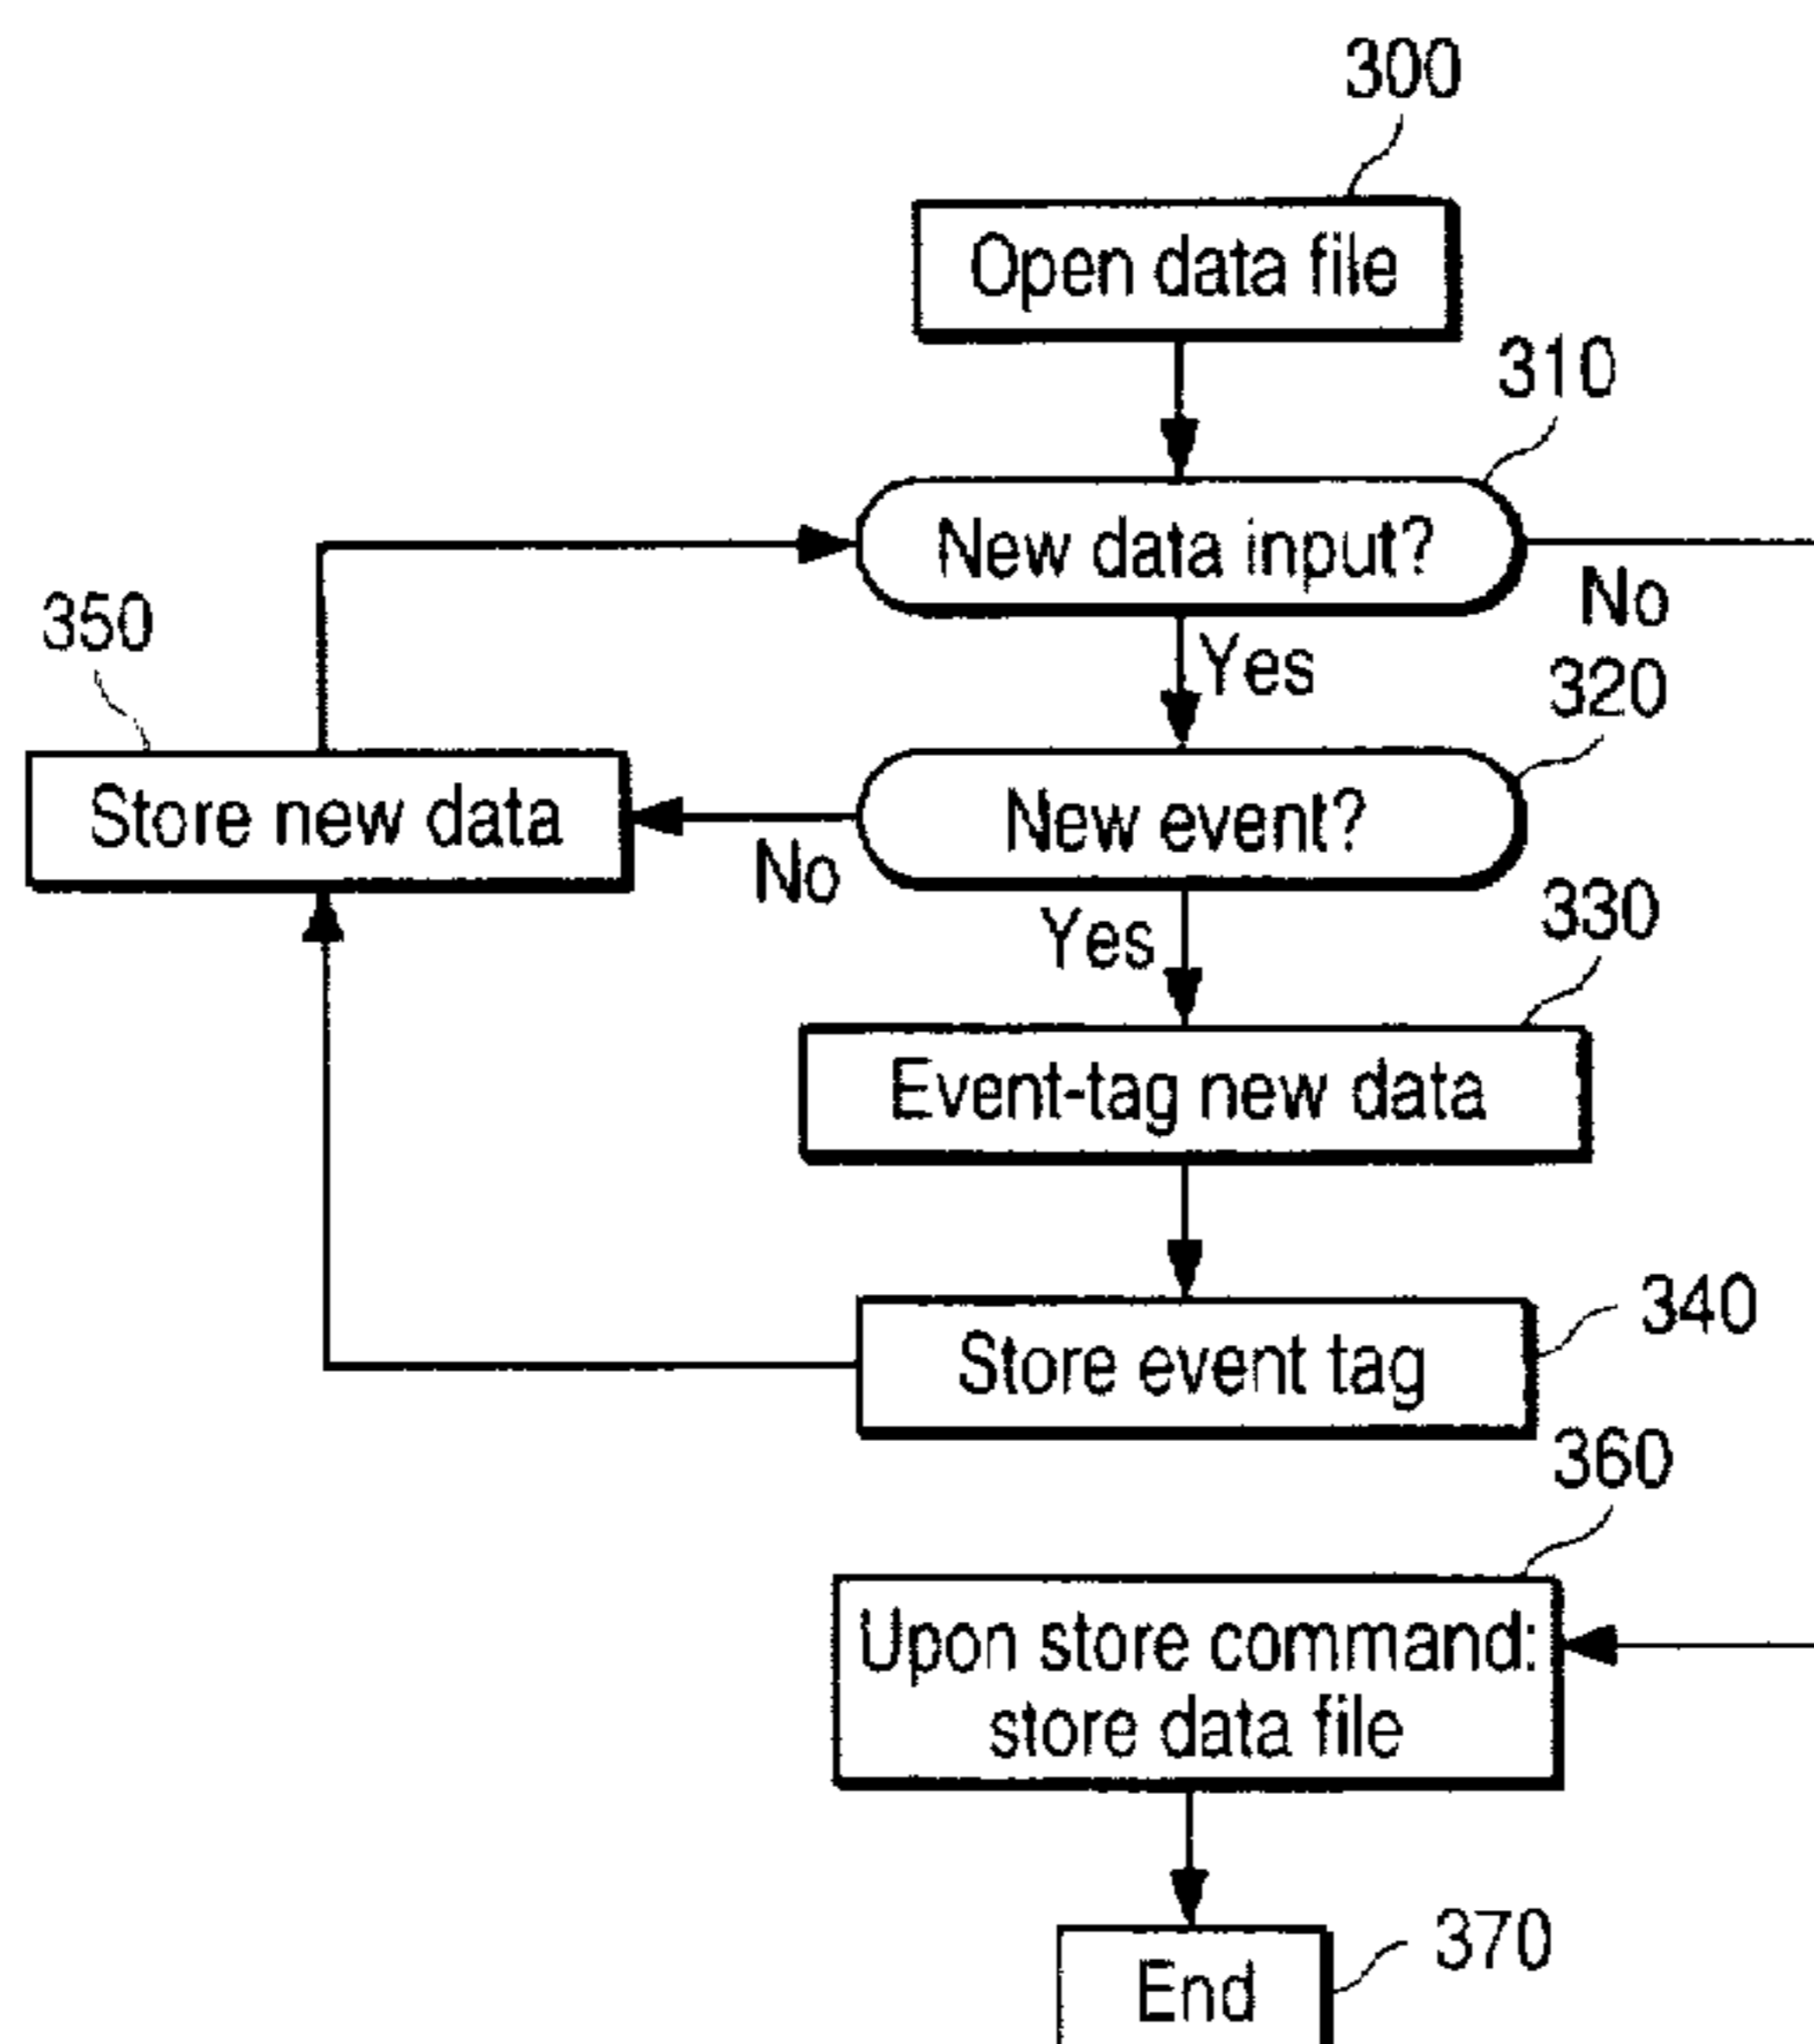 300
Open data file
310
New data input?
No
350
Yes
320
Store new data
New event?
No
Yes
330
Event-tag new data
340
Store event tag
360
Upon store command:
store data file
370
End